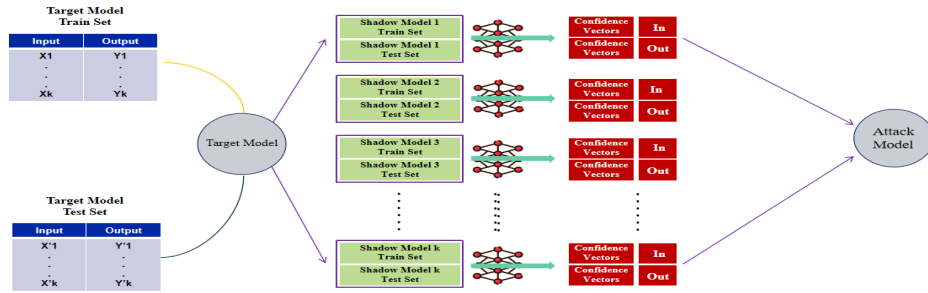 Target Model
Train Set
Input Output
X1 Y1
. .
. .
. .
Xk Yk
Target Model
Target Model
Test Set
Input Output
X'1 Y'1
. .
. .
. .
X'k Y'k
Shadow Model 1
Train Set
Shadow Model 1
Test Set
Confidence
Vectors
In
Confidence
Vectors
Out
Shadow Model 2
Train Set
Shadow Model 2
Test Set
Confidence
Vectors
In
Confidence
Vectors
Out
Shadow Model 3
Train Set
Shadow Model 3
Test Set
Confidence
Vectors
In
Confidence
Vectors
Out
Shadow Model k
Train Set
Shadow Model k
Test Set
Confidence
Vectors
In
Confidence
Vectors
Out
Attack
Model